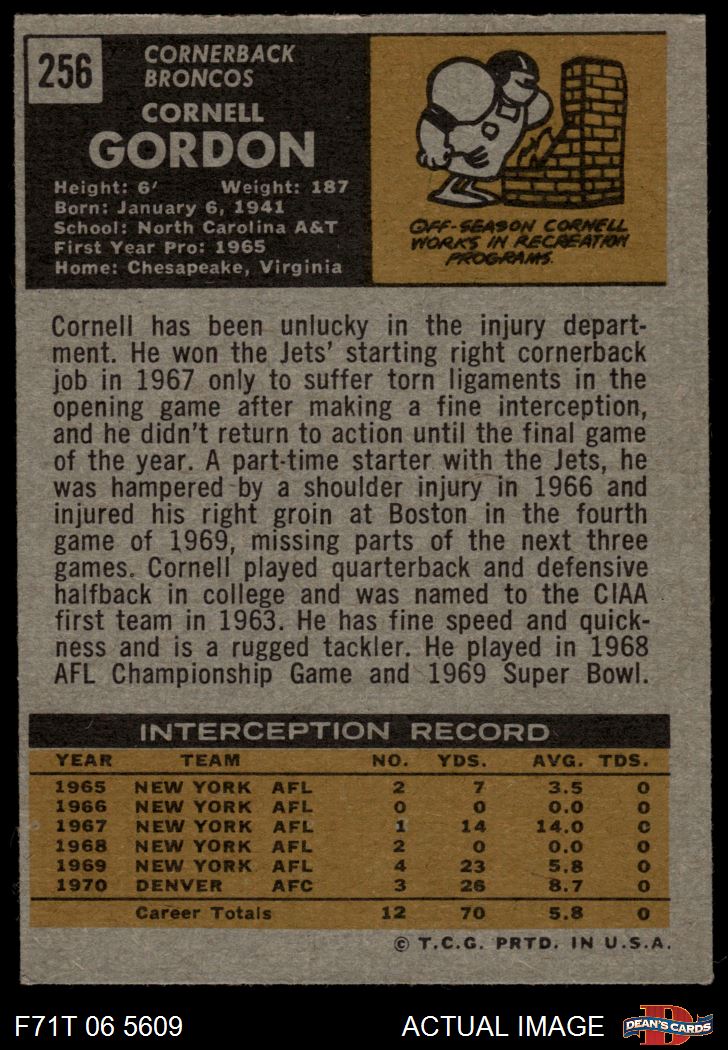 256
CORNERBACK
BRONCOS
CORNELL
GORDON
Height: 6' Weight: 187
Born: January 6, 1941
School: North Carolina A&T
First Year Pro: 1965
Home: Chesapeake, Virginia
OFF-SEASON CORNELL
WORKS IN RECREATION
PROGRAMS.
Cornell has been unlucky in the injury depart-
ment. He won the Jets' starting right cornerback
job in 1967 only to suffer torn ligaments in the
opening game after making a fine interception,
and he didn't return to action until the final game
of the year. A part-time starter with the Jets, he
was hampered by a shoulder injury in 1966 and
injured his right groin at Boston in the fourth
game of 1969, missing parts of the next three
games. Cornell played quarterback and defensive
halfback in college and was named to the CIAA
first team in 1963. He has fine speed and quick-
ness and is a rugged tackler. He played in 1968
AFL Championship Game and 1969 Super Bowl.
INTERCEPTION RECORD
YEAR TEAM NO. YDS. AVG. TDS.
1965 NEW YORK AFL 2 7 3.5 0
1966 NEW YORK AFL 0 0 0.0 0
1967 NEW YORK AFL 1 14 14.0 0
1968 NEW YORK AFL 2 0 0.0 0
1969 NEW YORK AFL 4 23 5.8 0
1970 DENVER AFC 3 26 8.7 0
Career Totals 12 70 5.8 0
© T.C.G. PRTD. IN U.S.A.
F71T 06 5609 ACTUAL IMAGE
D
DEAN'S CARDS